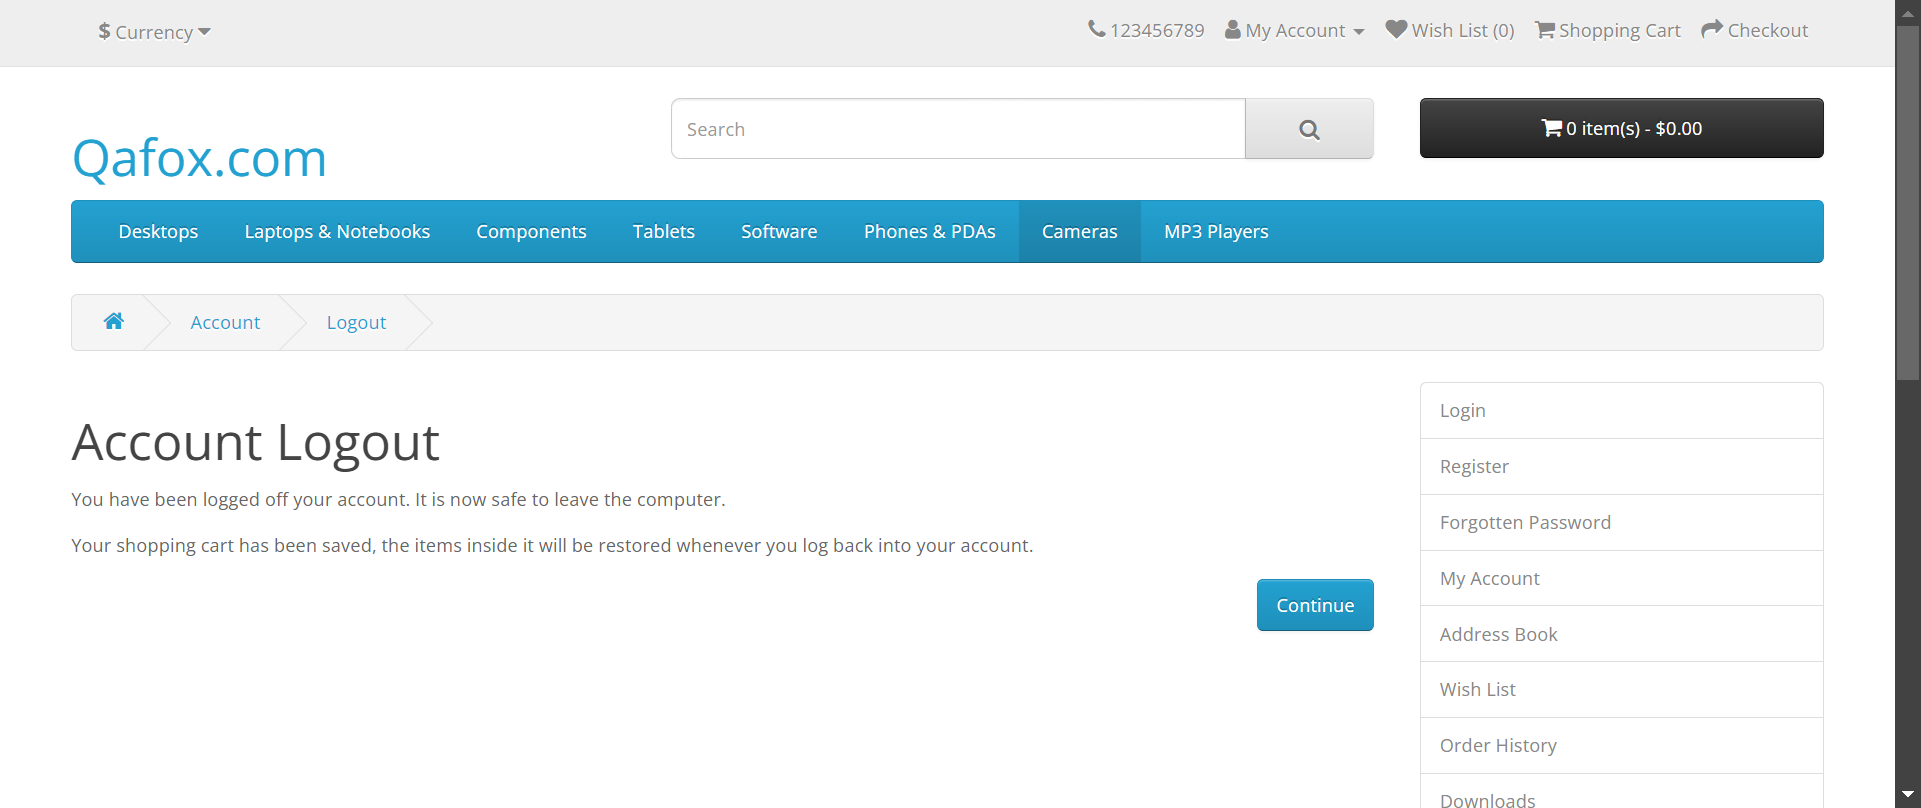 $ Currency
123456789 My Account Wish List (0) Shopping Cart Checkout
Qafox.com
Search
0 item(s) - $0.00
Desktops Laptops & Notebooks Components Tablets Software Phones & PDAs Cameras MP3 Players
Account Logout
Account Logout
You have been logged off your account. It is now safe to leave the computer.
Your shopping cart has been saved, the items inside it will be restored whenever you log back into your account.
Continue
Login
Register
Forgotten Password
My Account
Address Book
Wish List
Order History
Downloads